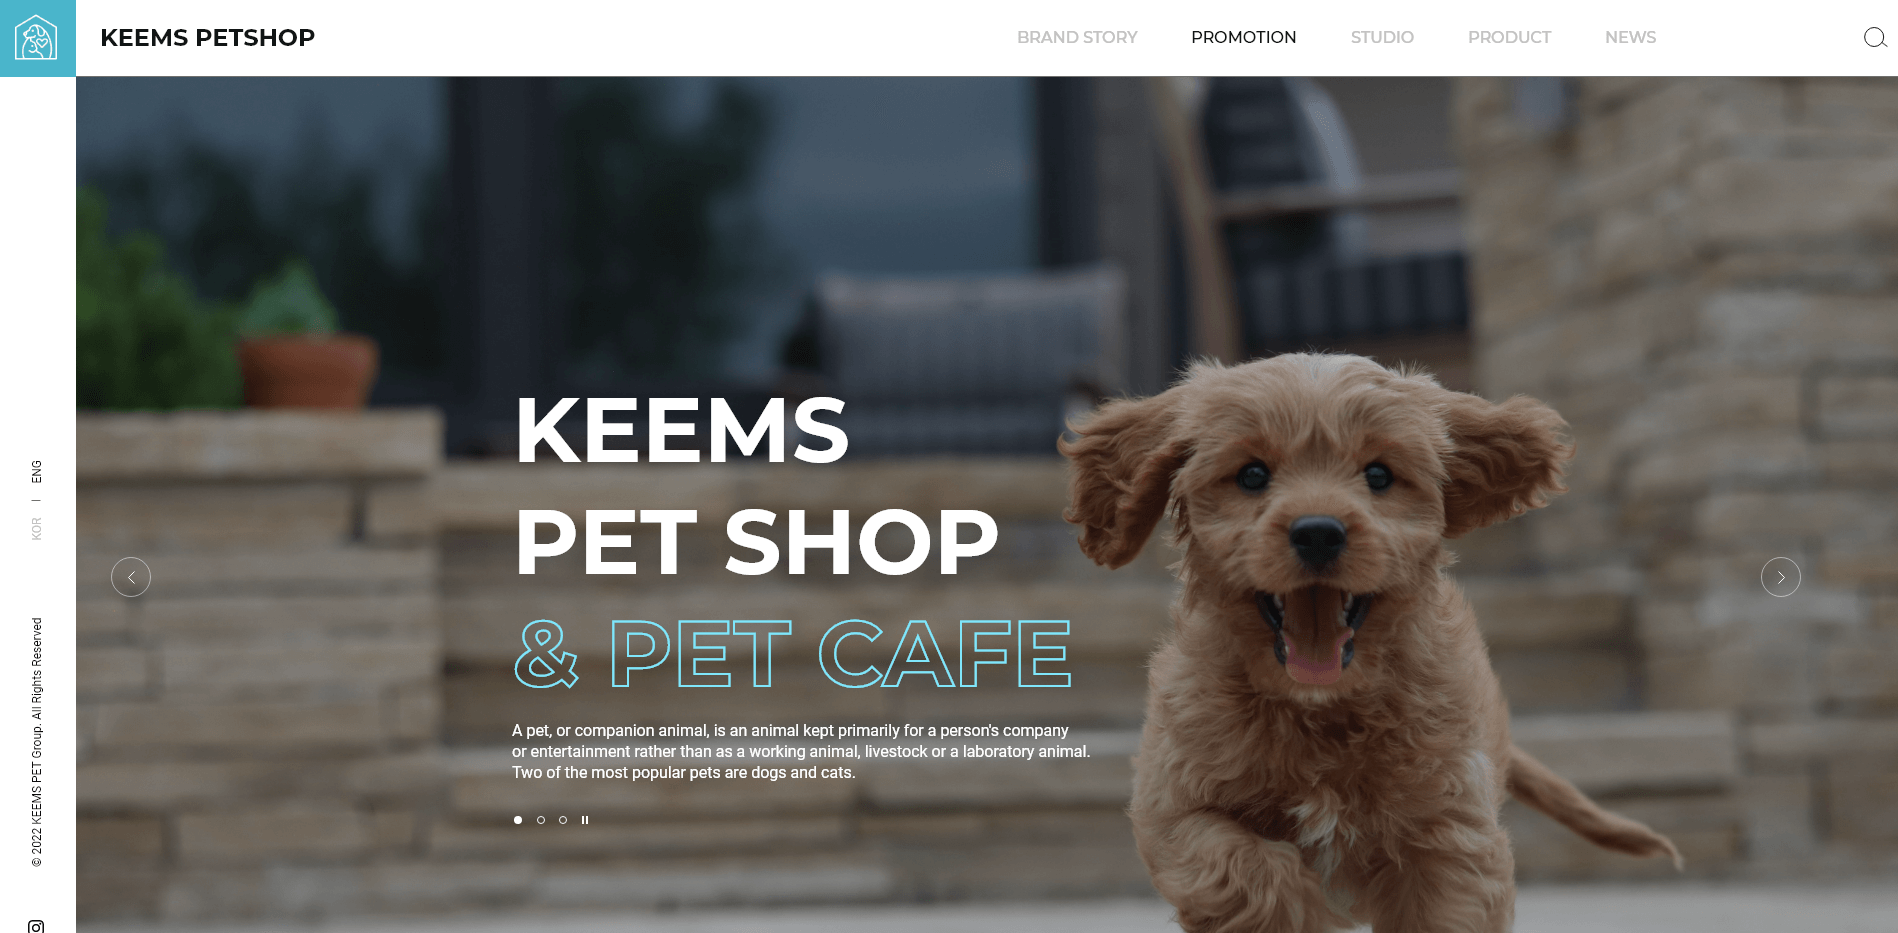 KEEMS PETSHOP
BRAND STORY
PROMOTION
STUDIO
PRODUCT
NEWS
KEEMS
PET SHOP
& PET CAFE
A pet, or companion animal, is an animal kept primarily for a person's company
or entertainment rather than as a working animal, livestock or a laboratory animal.
Two of the most popular pets are dogs and cats.
KOR | ENG
© 2022 KEEMS PET Group. All Rights Reserved